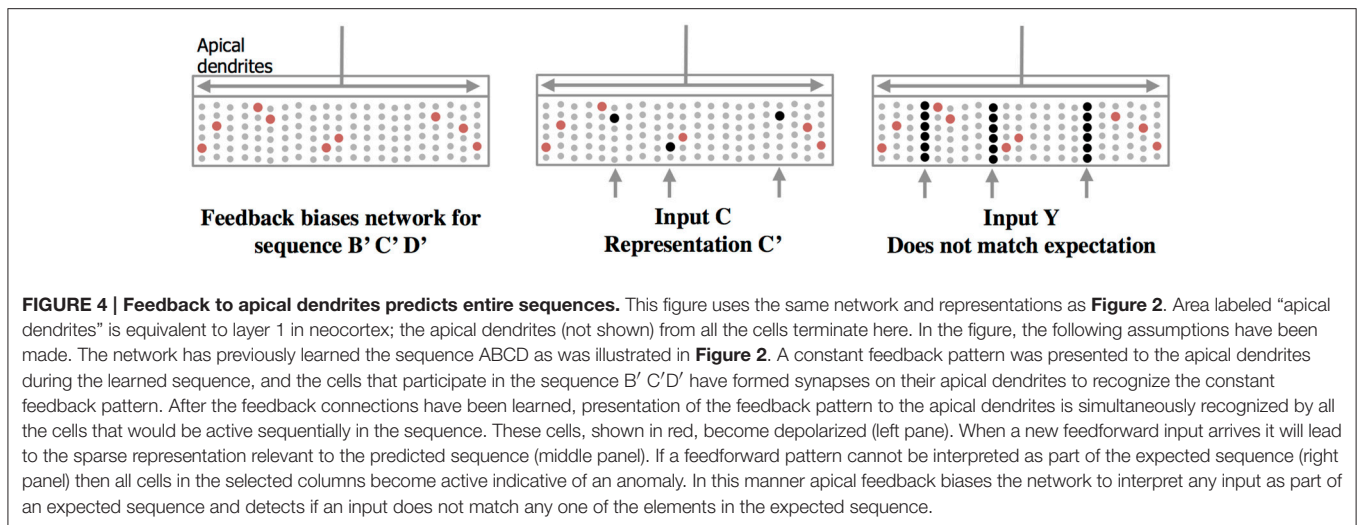 Apical
dendrites
Feedback biases network for
sequence B’ C’ D’
Input C
Representation C’
Input Y
Does not match expectation
FIGURE 4 | Feedback to apical dendrites predicts entire sequences. This figure uses the same network and representations as Figure 2. Area labeled “apical
dendrites” is equivalent to layer 1 in neocortex; the apical dendrites (not shown) from all the cells terminate here. In the figure, the following assumptions have been
made. The network has previously learned the sequence ABCD as was illustrated in Figure 2. A constant feedback pattern was presented to the apical dendrites
during the learned sequence, and the cells that participate in the sequence B′ C′D′ have formed synapses on their apical dendrites to recognize the constant
feedback pattern. After the feedback connections have been learned, presentation of the feedback pattern to the apical dendrites is simultaneously recognized by all
the cells that would be active sequentially in the sequence. These cells, shown in red, become depolarized (left pane). When a new feedforward input arrives it will lead
to the sparse representation relevant to the predicted sequence (middle panel). If a feedforward pattern cannot be interpreted as part of the expected sequence (right
panel) then all cells in the selected columns become active indicative of an anomaly. In this manner apical feedback biases the network to interpret any input as part of
an expected sequence and detects if an input does not match any one of the elements in the expected sequence.